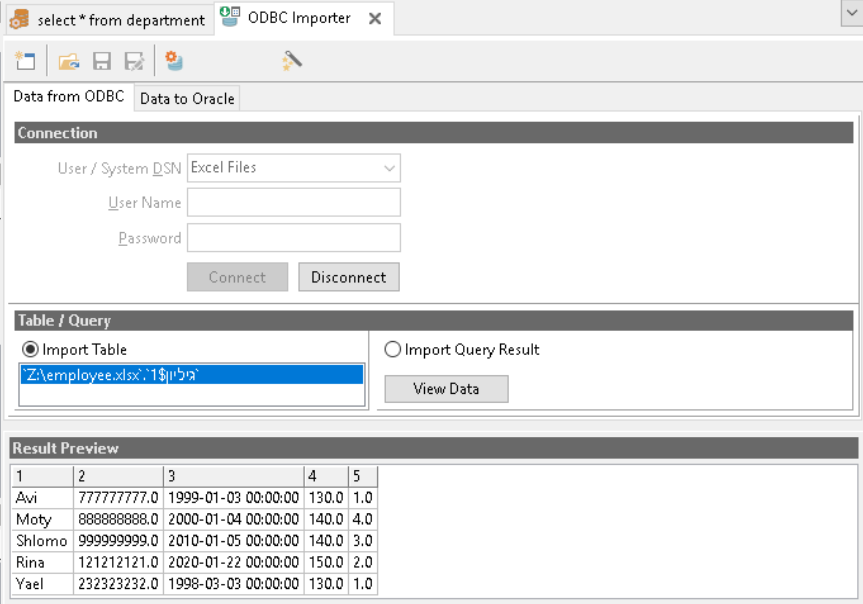 select * from department ODBC Importer
Data from ODBC Data to Oracle
Connection
User / System DSN Excel Files
User Name
Password
Connect Disconnect
Table / Query
Import Table Import Query Result
`Z:\employee.xlsx`.`גיליון1$`
View Data
Result Preview
1 2 3 4 5
Avi 777777777.0 1999-01-03 00:00:00 130.0 1.0
Moty 888888888.0 2000-01-04 00:00:00 140.0 4.0
Shlomo 999999999.0 2010-01-05 00:00:00 140.0 3.0
Rina 121212121.0 2020-01-22 00:00:00 150.0 2.0
Yael 232323232.0 1998-03-03 00:00:00 130.0 1.0